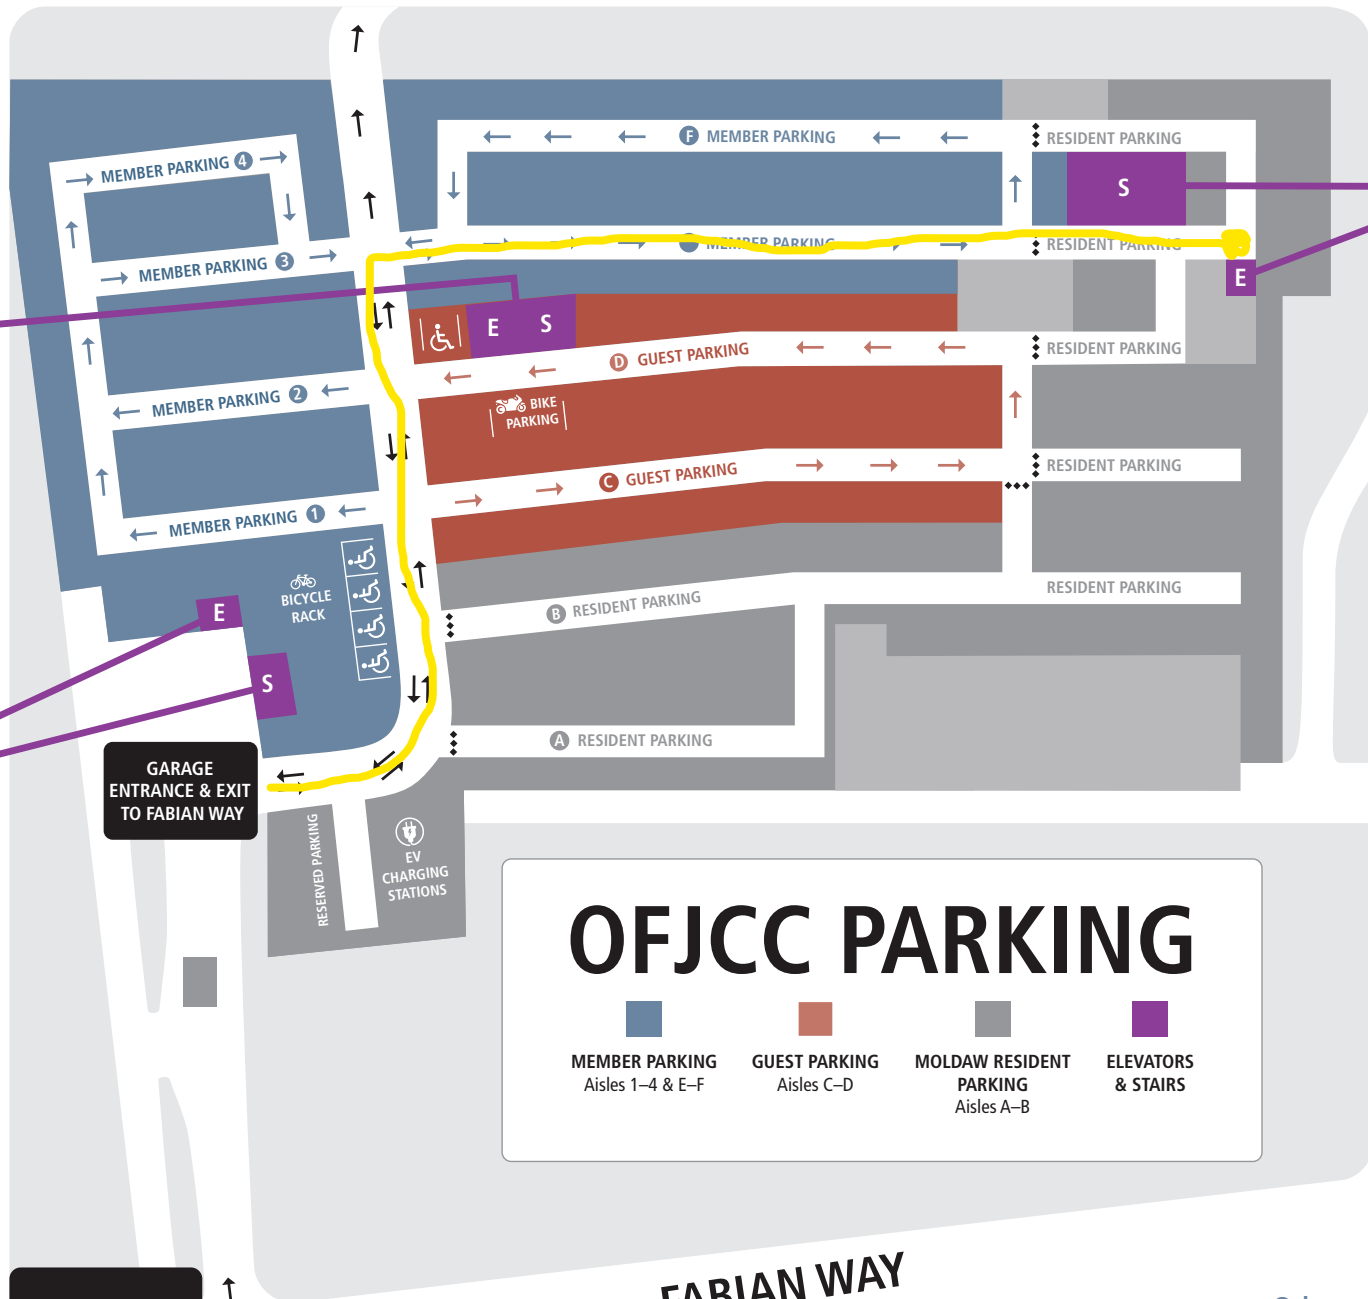 F MEMBER PARKING
RESIDENT PARKING
MEMBER PARKING 4
S
MEMBER PARKING
RESIDENT PARKING
MEMBER PARKING 3
E
E S
D GUEST PARKING
RESIDENT PARKING
MEMBER PARKING 2
BIKE
PARKING
C GUEST PARKING
RESIDENT PARKING
MEMBER PARKING 1
BICYCLE
RACK
E
B RESIDENT PARKING
RESIDENT PARKING
S
A RESIDENT PARKING
GARAGE
ENTRANCE & EXIT
TO FABIAN WAY
RESERVED PARKING
EV
CHARGING
STATIONS
OFJCC PARKING
MEMBER PARKING
Aisles 1–4 & E–F
GUEST PARKING
Aisles C–D
MOLDAW RESIDENT
PARKING
Aisles A–B
ELEVATORS
& STAIRS
FABIAN WAY